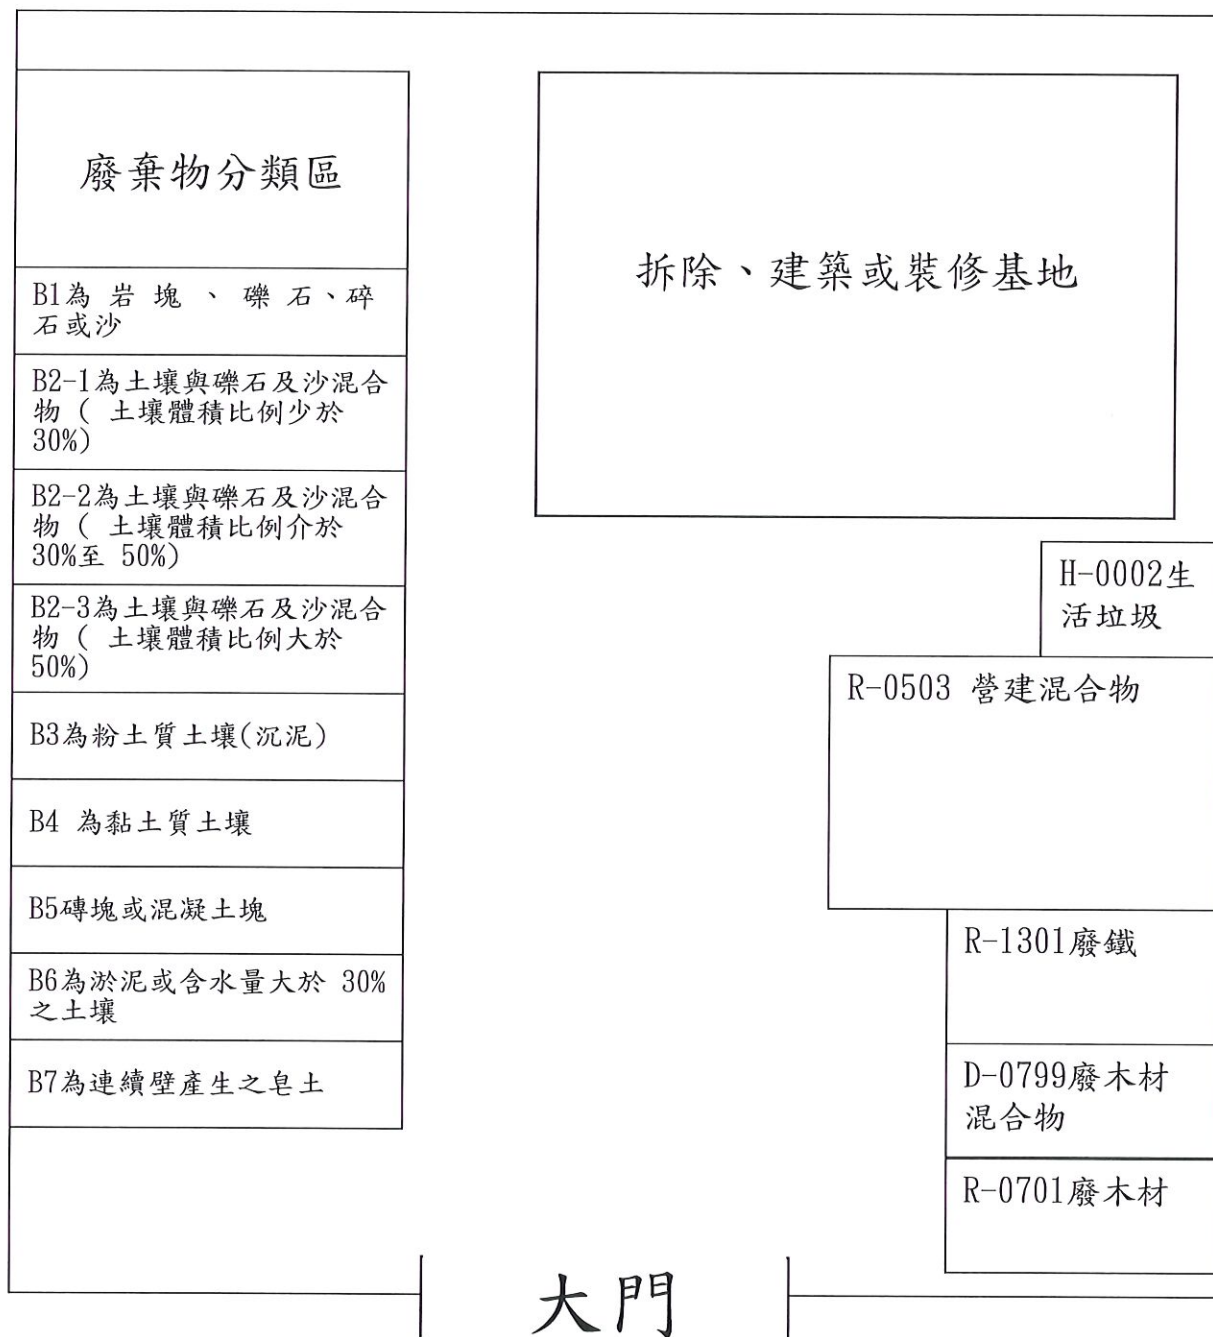 廢棄物分類區
B1為 岩 塊 、 礫 石、碎
石或沙
B2-1為土壤與礫石及沙混合
物 ( 土壤體積比例少於
30%)
B2-2為土壤與礫石及沙混合
物 ( 土壤體積比例介於
30%至 50%)
B2-3為土壤與礫石及沙混合
物 ( 土壤體積比例大於
50%)
B3為粉土質土壤(沉泥)
B4 為黏土質土壤
B5磚塊或混凝土塊
B6為淤泥或含水量大於 30%
之土壤
B7為連續壁產生之皂土
拆除、建築或裝修基地
H-0002生
活垃圾
R-0503 營建混合物
R-1301廢鐵
D-0799廢木材
混合物
R-0701廢木材
大門